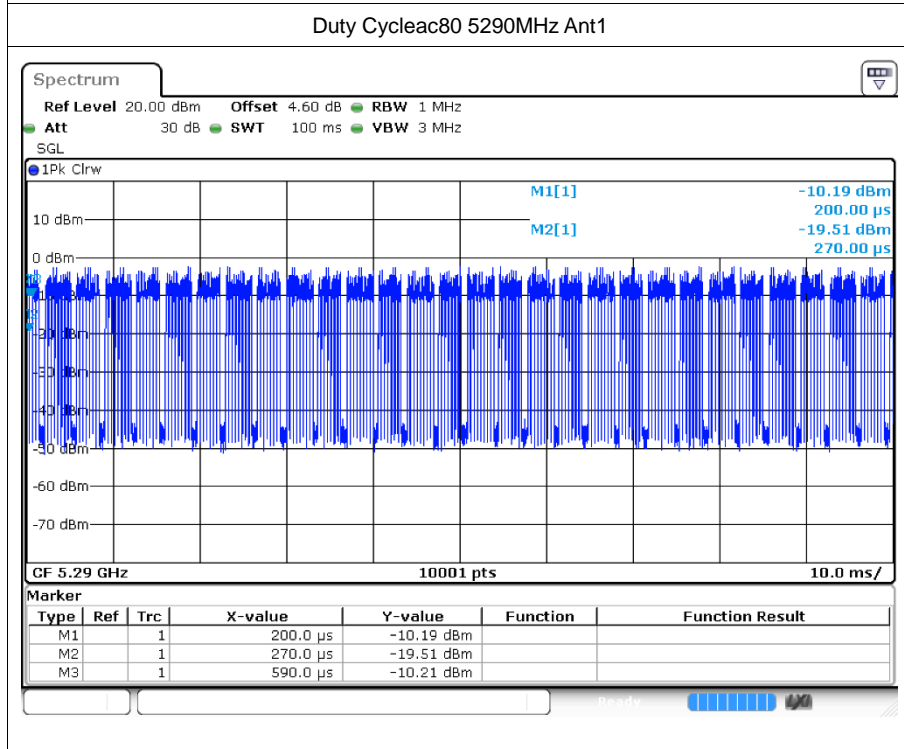 Duty Cycleac80 5290MHz Ant1
Spectrum
Ref Level 20.00 dBm Offset 4.60 dB RBW 1 MHz
Att 30 dB SWT 100 ms VBW 3 MHz
SGL
1Pk Clrw
M1[1] -10.19 dBm
200.00 µs
10 dBm
M2[1] -19.51 dBm
270.00 µs
0 dBm
-50 dBm
-60 dBm
-70 dBm
CF 5.29 GHz 10001 pts 10.0 ms/
Marker
Type Ref Trc X-value Y-value Function Function Result
M1 1 200.0 µs -10.19 dBm
M2 1 270.0 µs -19.51 dBm
M3 1 590.0 µs -10.21 dBm
Ready LXI